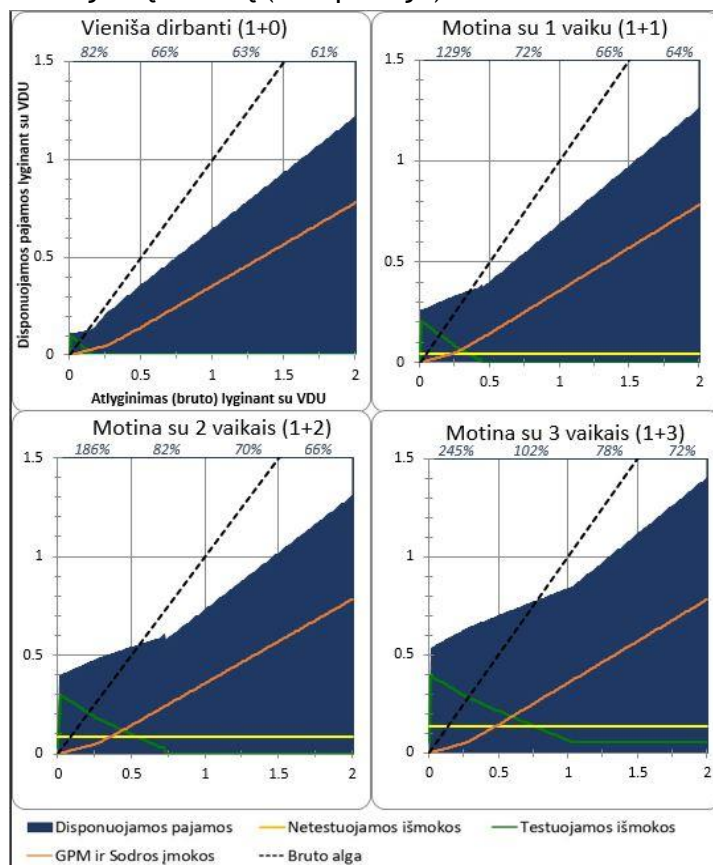 Vieniša dirbanti (1+0)
82% 66% 63% 61%
1.5
1
0.5
0
0 0.5 1 1.5 2
Disponuojamos pajamos lyginant su VDU
Atlyginimas (bruto) lyginant su VDU
Motina su 1 vaiku (1+1)
129% 72% 66% 64%
1.5
1
0.5
0
0 0.5 1 1.5 2
Motina su 2 vaikais (1+2)
186% 82% 70% 66%
1.5
1
0.5
0
0 0.5 1 1.5 2
Motina su 3 vaikais (1+3)
245% 102% 78% 72%
1.5
1
0.5
0
0 0.5 1 1.5 2
Disponuojamos pajamos Netestuojamos išmokos Testuojamos išmokos
GPM ir Sodros įmokos Bruto alga